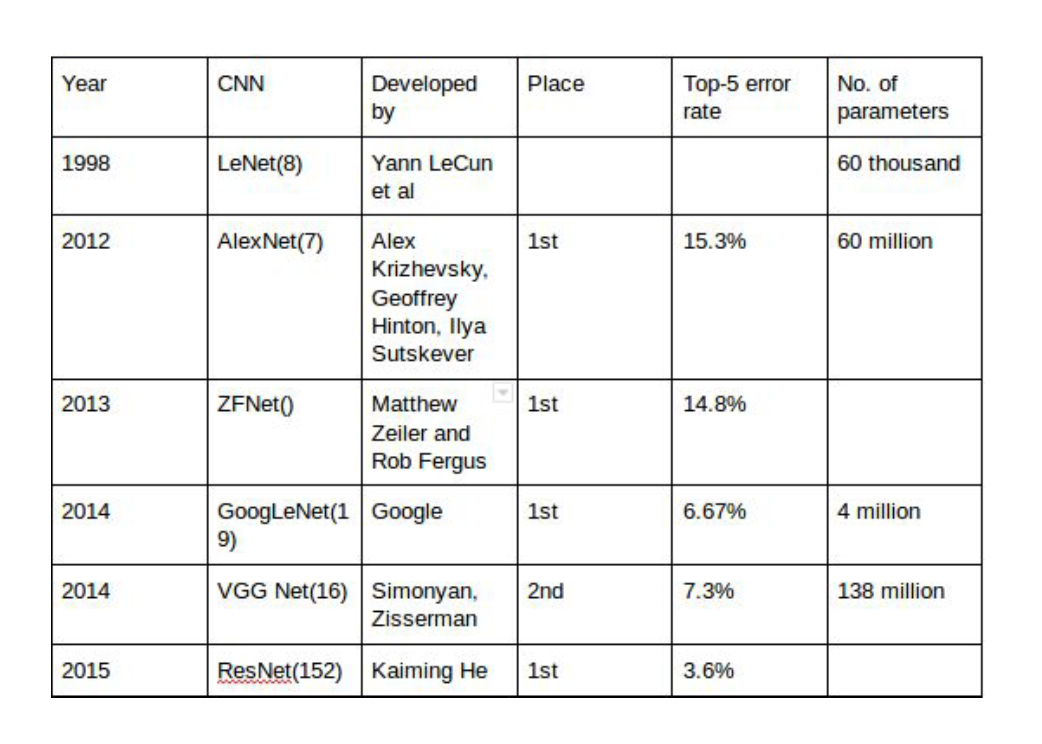 Year CNN Developed by Place Top-5 error rate No. of parameters
1998 LeNet(8) Yann LeCun et al 60 thousand
2012 AlexNet(7) Alex Krizhevsky, Geoffrey Hinton, Ilya Sutskever 1st 15.3% 60 million
2013 ZFNet() Matthew Zeiler and Rob Fergus 1st 14.8%
2014 GoogLeNet(19) Google 1st 6.67% 4 million
2014 VGG Net(16) Simonyan, Zisserman 2nd 7.3% 138 million
2015 ResNet(152) Kaiming He 1st 3.6%